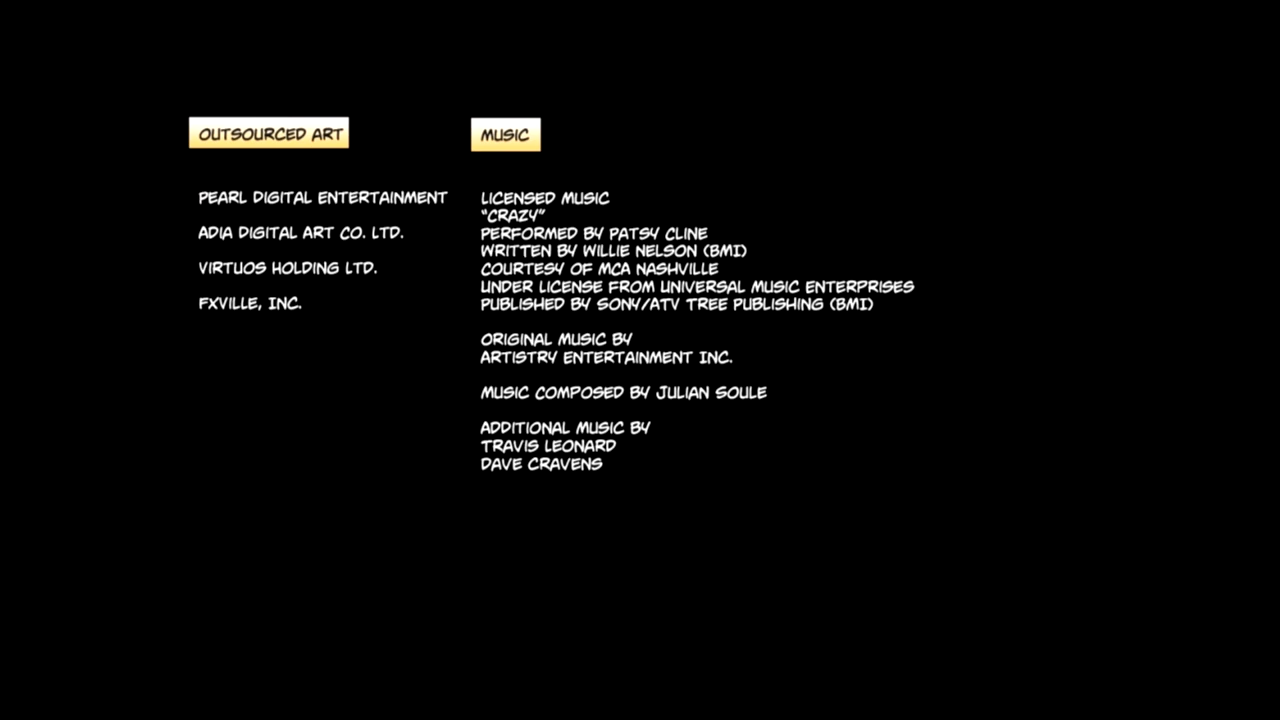 OUTSOURCED ART
PEARL DIGITAL ENTERTAINMENT
ADIA DIGITAL ART CO. LTD.
VIRTUOS HOLDING LTD.
FXVILLE, INC.
MUSIC
LICENSED MUSIC
"CRAZY"
PERFORMED BY PATSY CLINE
WRITTEN BY WILLIE NELSON (BMI)
COURTESY OF MCA NASHVILLE
UNDER LICENSE FROM UNIVERSAL MUSIC ENTERPRISES
PUBLISHED BY SONY/ATV TREE PUBLISHING (BMI)
ORIGINAL MUSIC BY
ARTISTRY ENTERTAINMENT INC.
MUSIC COMPOSED BY JULIAN SOULE
ADDITIONAL MUSIC BY
TRAVIS LEONARD
DAVE CRAVENS